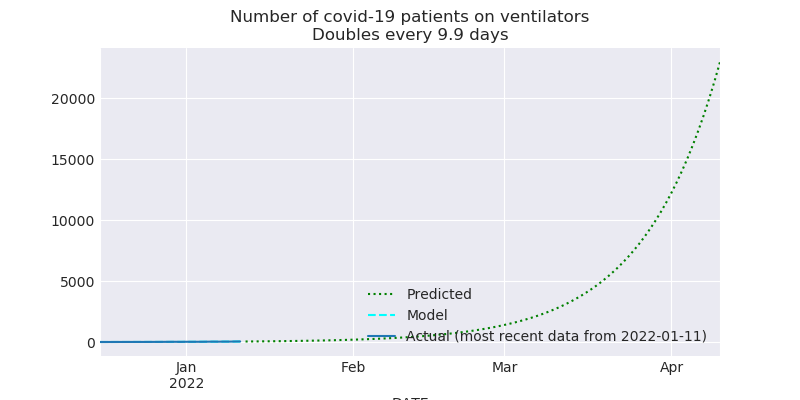 Number of covid-19 patients on ventilators
Doubles every 9.9 days
20000
15000
10000
5000
0
Predicted
Model
Actual (most recent data from 2022-01-11)
Jan
2022
Feb
Mar
Apr
DATE